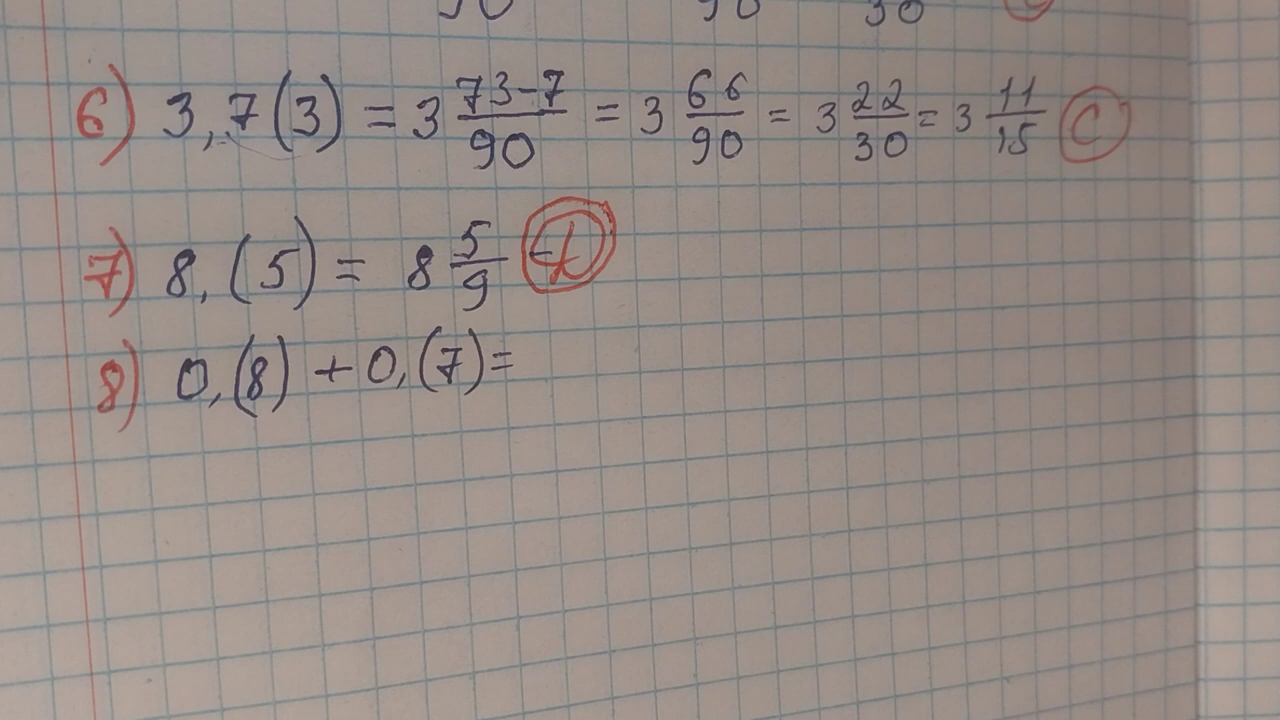 6) 3,7(3) = 3 73-7/90 = 3 66/90 = 3 22/30 = 3 11/15 C
7) 8,(5) = 8 5/9
8) 0,(8) + 0,(7)=